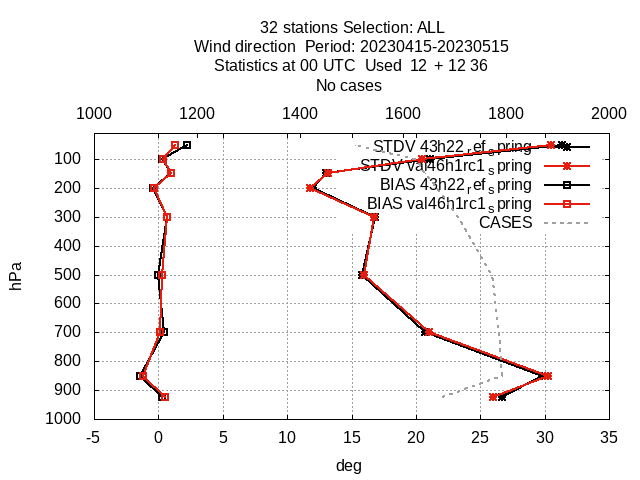 32 stations Selection: ALL
Wind direction  Period: 20230415-20230515
Statistics at 00 UTC  Used  12  + 12 36
No cases
1000 1200 1400 1600 1800 2000
STDV 43h22_ref_spring
STDV val46h1rc1_spring
BIAS 43h22_ref_spring
BIAS val46h1rc1_spring
CASES
hPa
100
200
300
400
500
600
700
800
900
1000
-5 0 5 10 15 20 25 30 35
deg